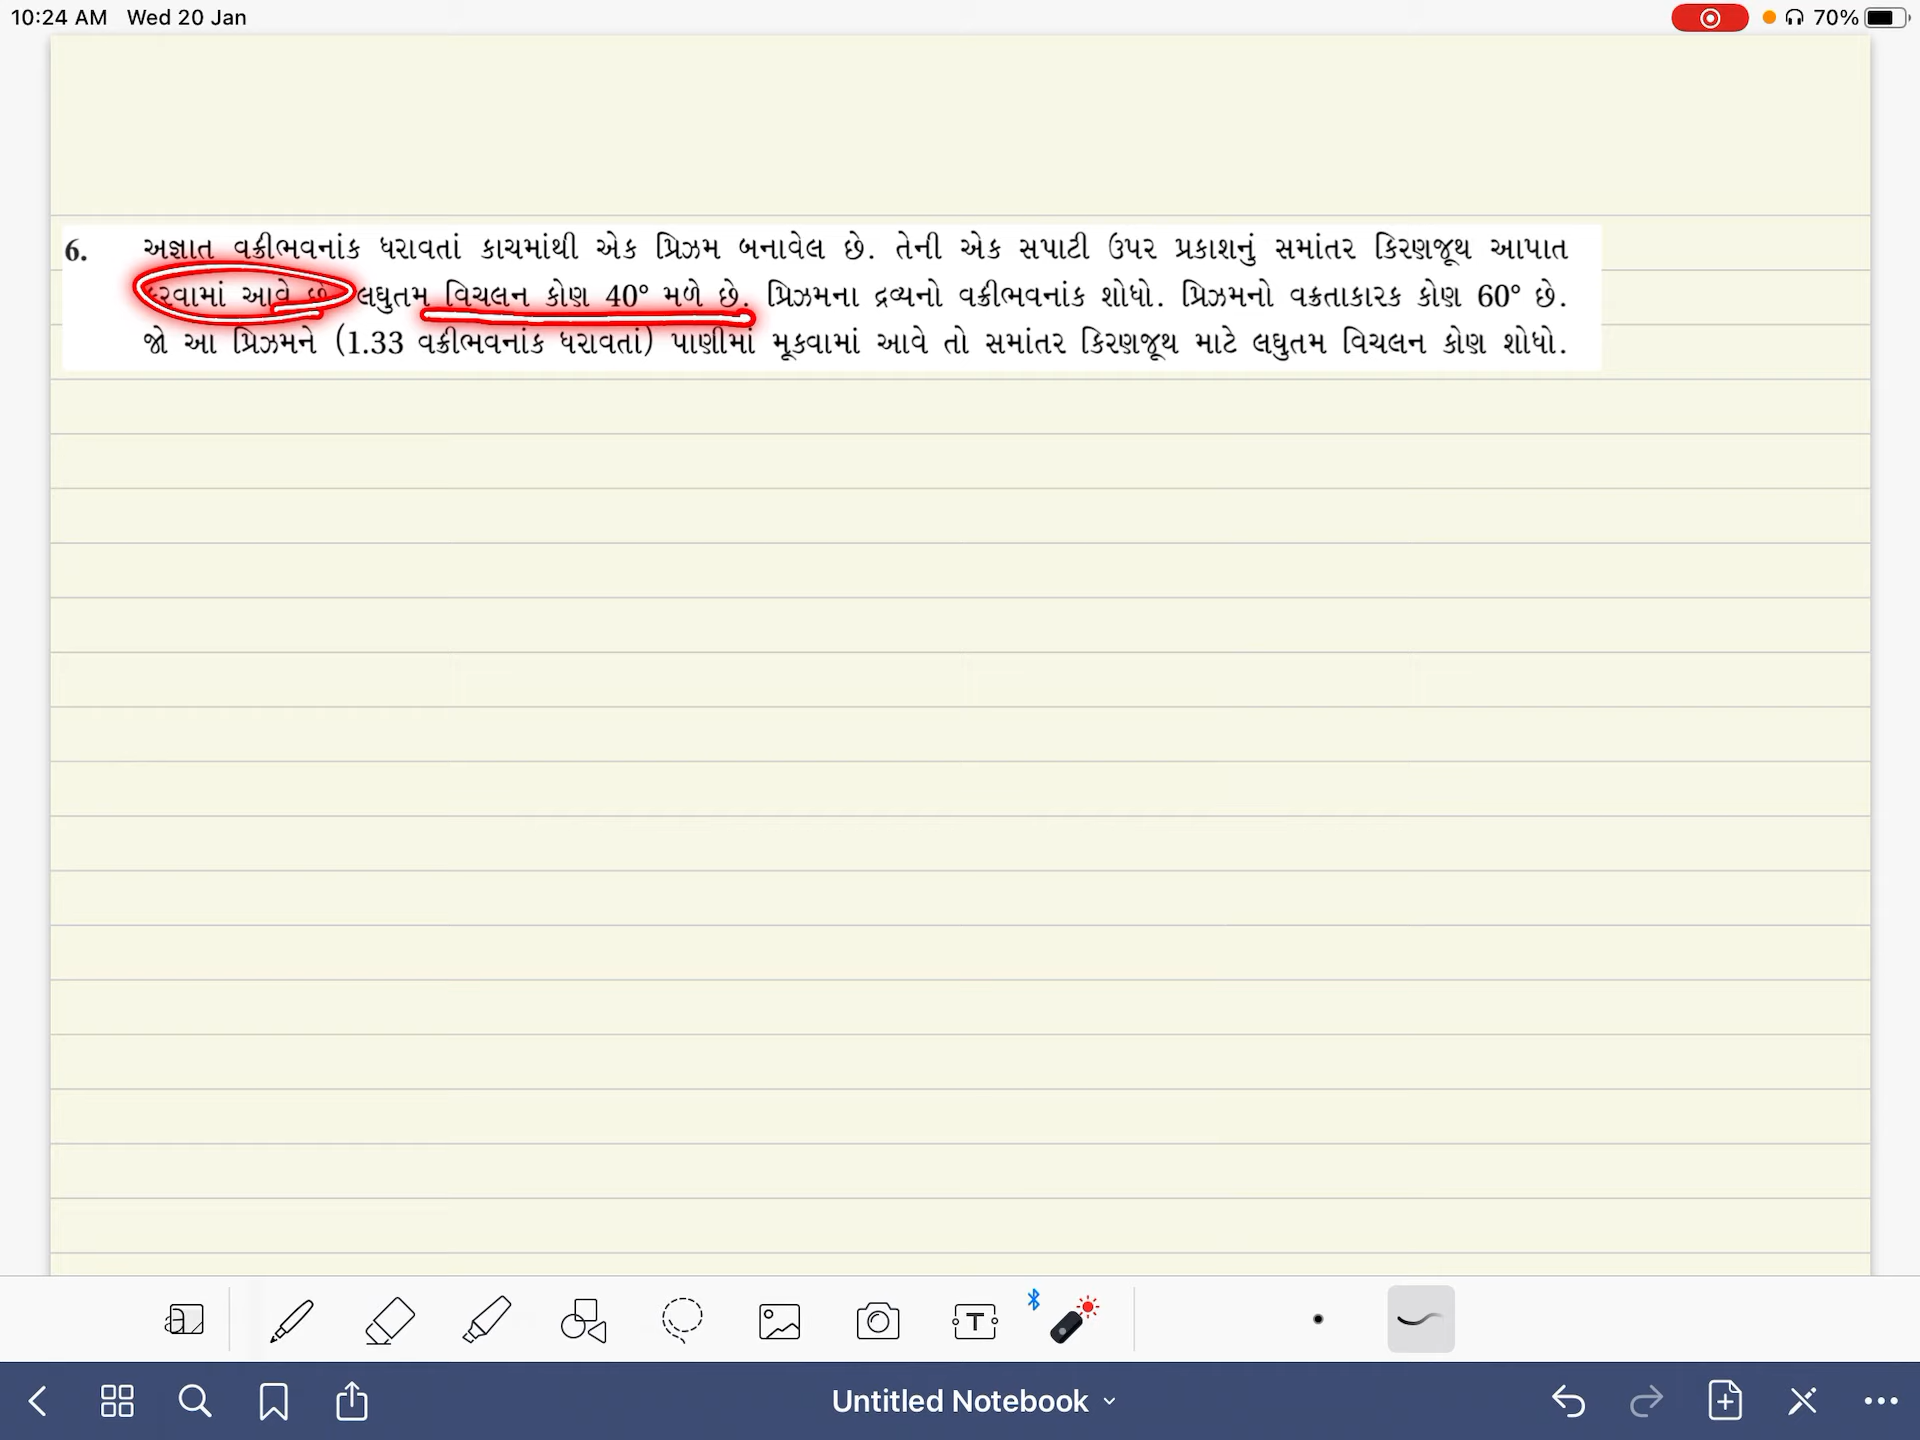 10:24 AM Wed 20 Jan
70%
6. અજ્ઞાત વક્રીભવનાંક ધરાવતાં કાચમાંથી એક પ્રિઝમ બનાવેલ છે. તેની એક સપાટી ઉપર પ્રકાશનું સમાંતર કિરણજૂથ આપાત
કરવામાં આવે છે લઘુતમ વિચલન કોણ 40° મળે છે. પ્રિઝમના દ્રવ્યનો વક્રીભવનાંક શોધો. પ્રિઝમનો વક્રતાકારક કોણ 60° છે.
જો આ પ્રિઝમને (1.33 વક્રીભવનાંક ધરાવતાં) પાણીમાં મૂકવામાં આવે તો સમાંતર કિરણજૂથ માટે લઘુતમ વિચલન કોણ શોધો.
Untitled Notebook